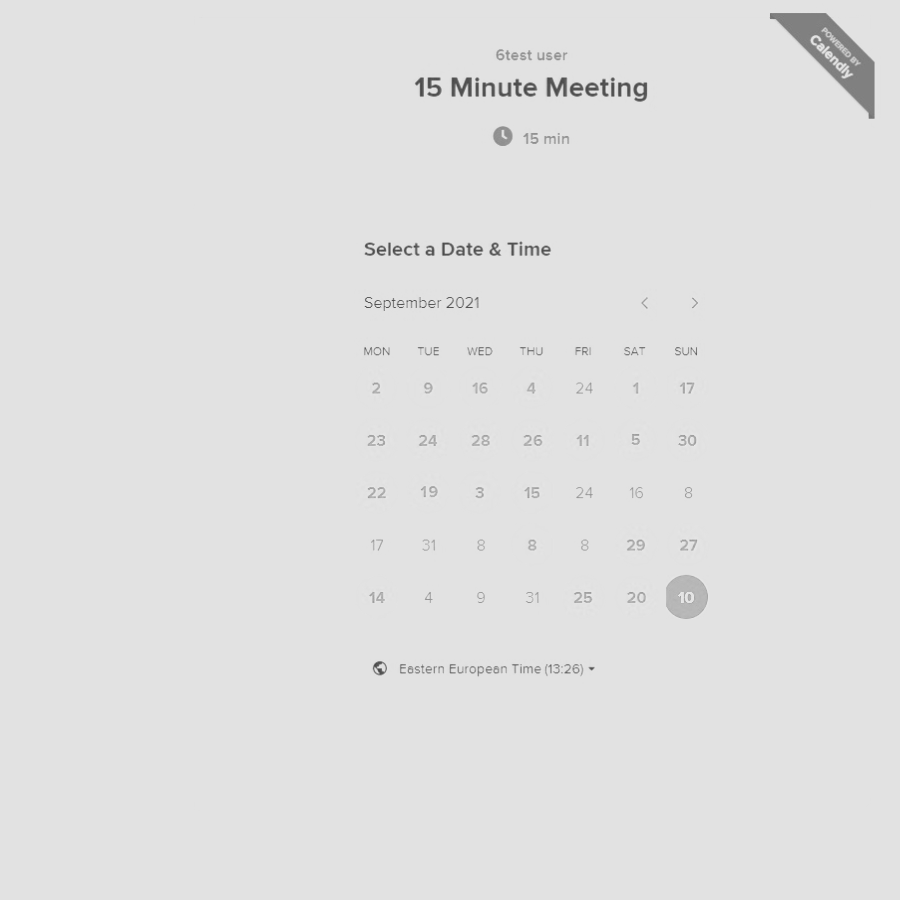 POWERED BY
Calendly
6test user
15 Minute Meeting
15 min
Select a Date & Time
September 2021
MON TUE WED THU FRI SAT SUN
2 9 16 4 24 1 17
23 24 28 26 11 5 30
22 19 3 15 24 16 8
17 31 8 8 8 29 27
14 4 9 31 25 20 10
Eastern European Time (13:26)